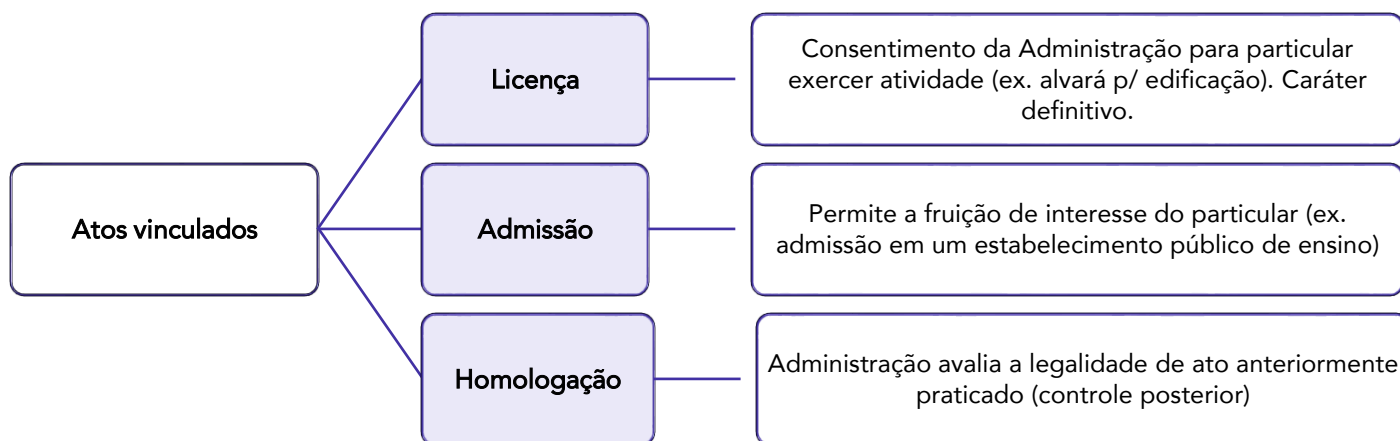 Atos vinculados
Licença
Consentimento da Administração para particular
exercer atividade (ex. alvará p/ edificação). Caráter
definitivo.
Admissão
Permite a fruição de interesse do particular (ex.
admissão em um estabelecimento público de ensino)
Homologação
Administração avalia a legalidade de ato anteriormente
praticado (controle posterior)